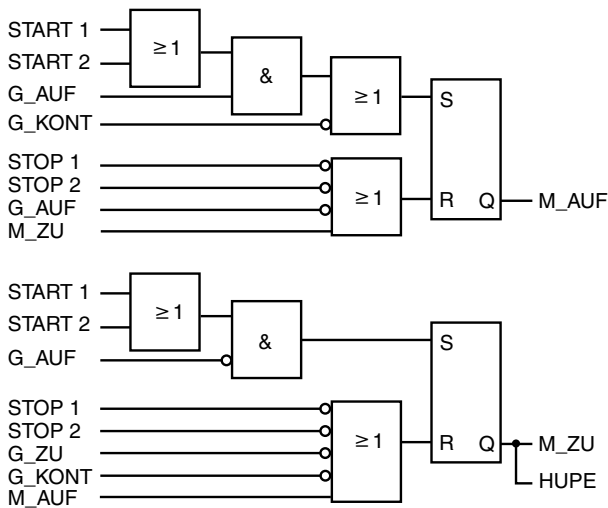 START 1
≥1
START 2
&
G_AUF
≥1
S
G_KONT
STOP 1
STOP 2
≥1
G_AUF
R Q M_AUF
M_ZU
START 1
≥1
START 2
&
S
G_AUF
STOP 1
STOP 2
≥1
R Q M_ZU
G_ZU
G_KONT
HUPE
M_AUF